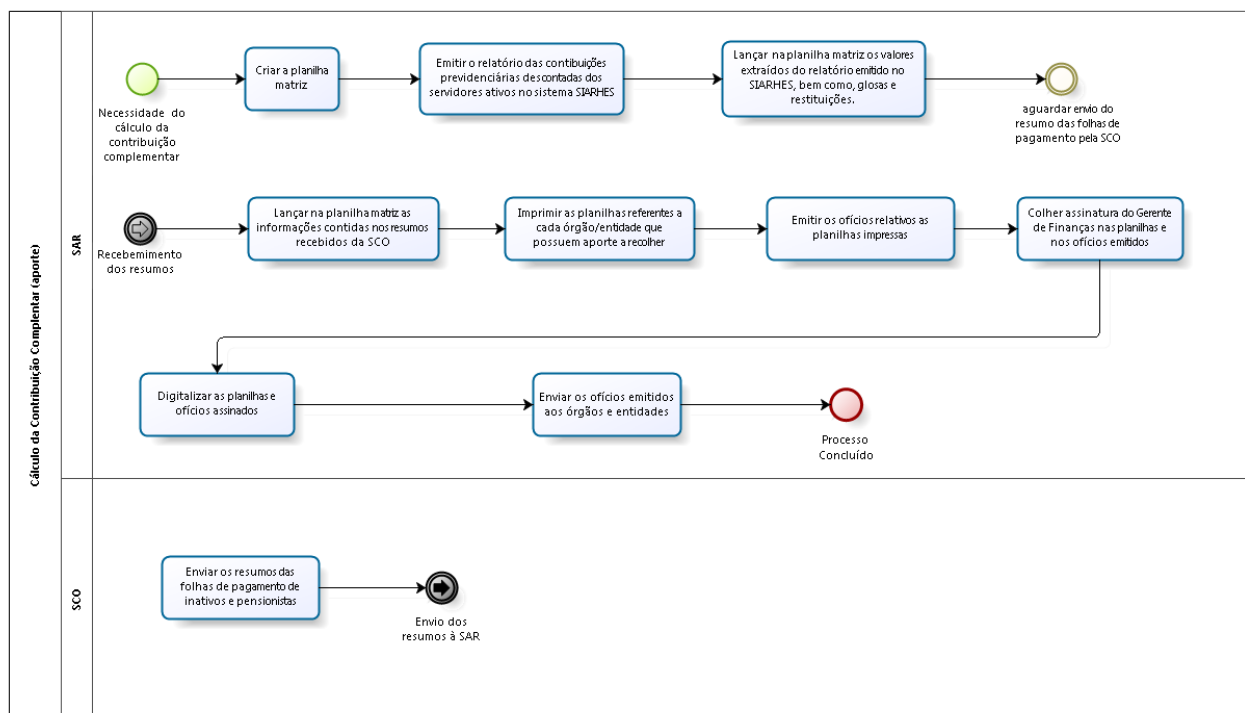 Cálculo da Contribuição Complentar (aporte)
SAR
Necessidade do
cálculo da
contribuição
complementar
Criar a planilha
matriz
Emitir o relatório das contibuições
previdenciárias descontadas dos
servidores ativos no sistema SIARHES
Lançar na planilha matriz os valores
extraídos do relatório emitido no
SIARHES, bem como, glosas e
restituições.
aguardar envio do
resumo das folhas de
pagamento pela SCO
Recebemimento
dos resumos
Lançar na planilha matriz as
informações contidas nos resumos
recebidos da SCO
Imprimir as planilhas referentes a
cada órgão/entidade que
possuem aporte a recolher
Emitir os ofícios relativos as
planilhas impressas
Colher assinatura do Gerente
de Finanças nas planilhas e
nos ofícios emitidos
Digitalizar as planilhas e
ofícios assinados
Enviar os ofícios emitidos
aos órgãos e entidades
Processo
Concluído
SCO
Enviar os resumos das
folhas de pagamento de
inativos e pensionistas
Envio dos
resumos à SAR